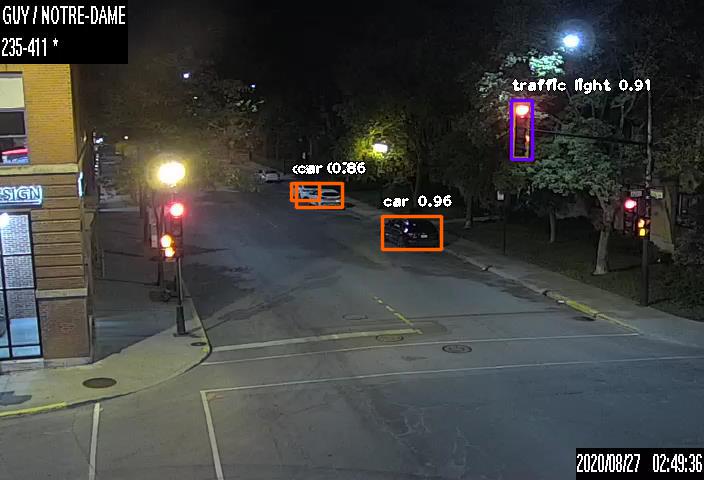 GUY / NOTRE-DAME
235-411 *
traffic light 0.91
car 0.86
car 0.96
SIGN
2020/08/27 02:49:36